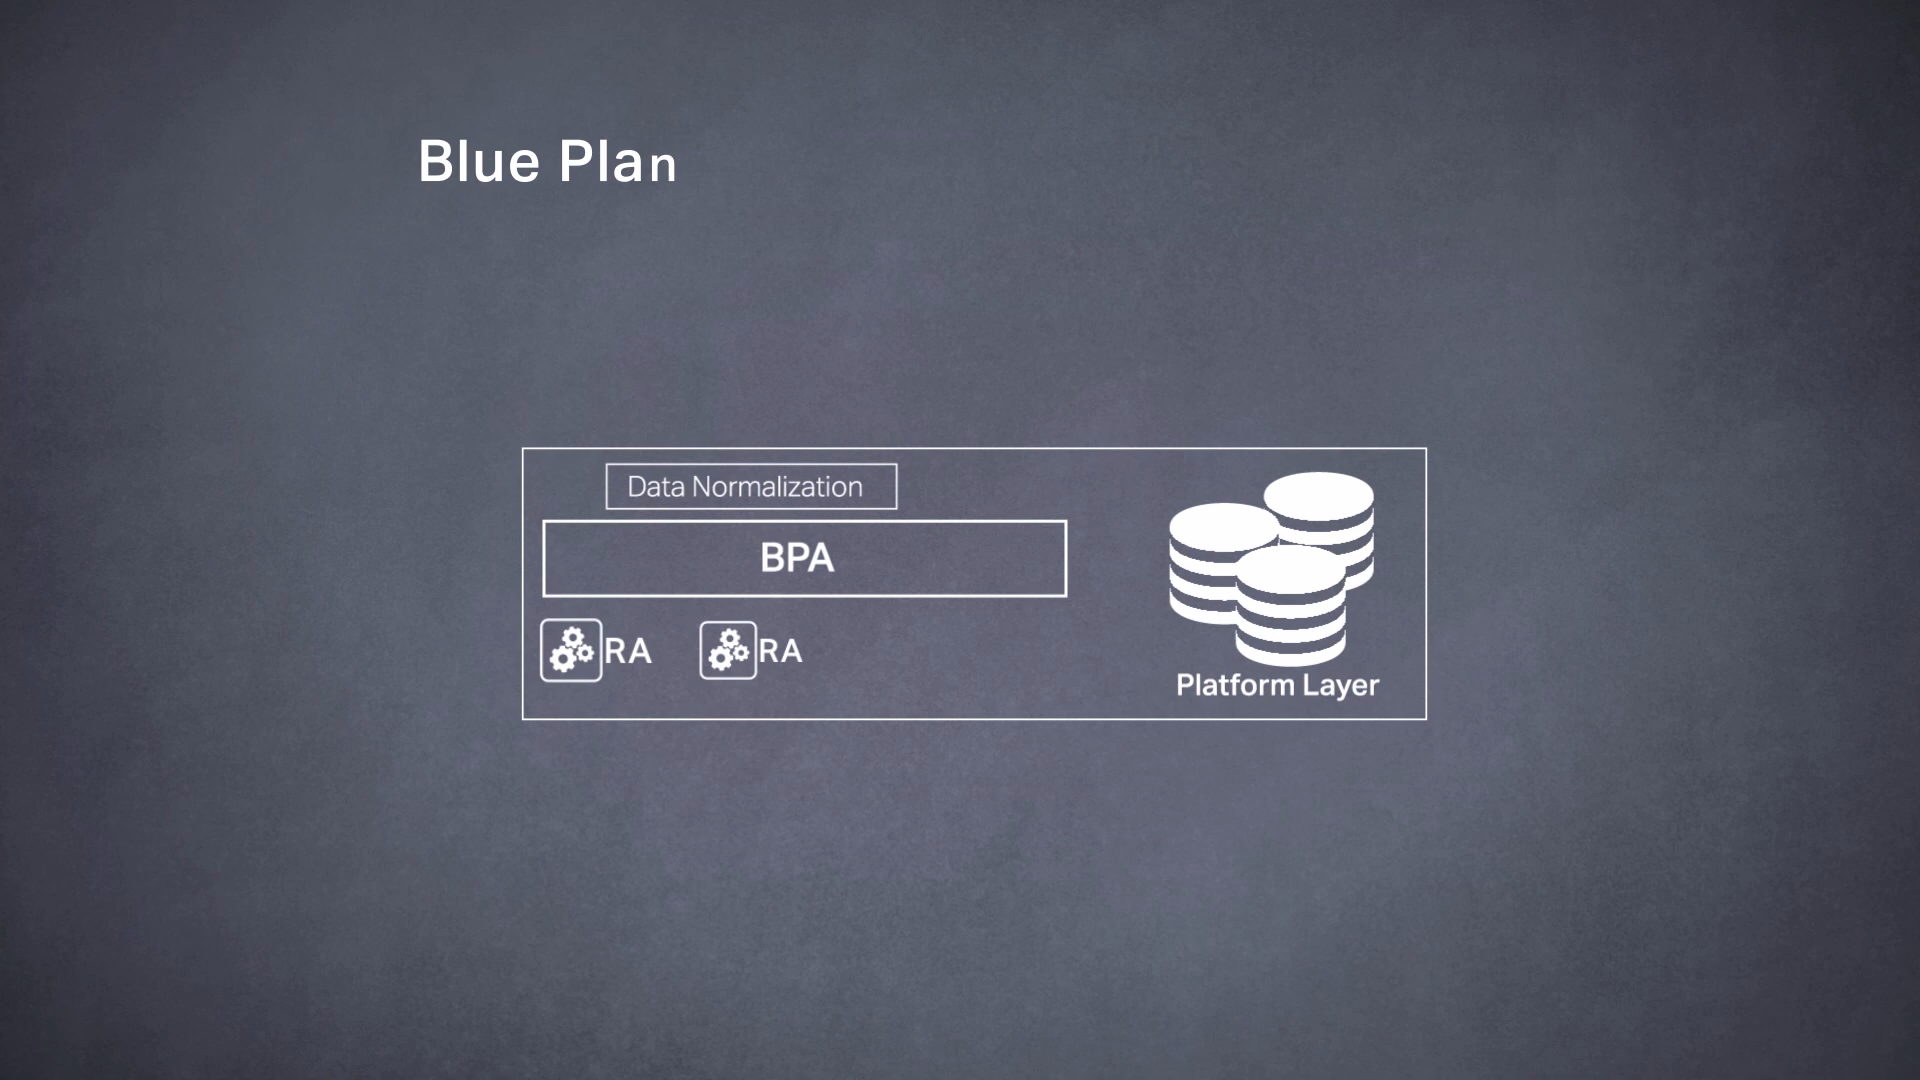 Blue Plan
Data Normalization
BPA
RA RA
Platform Layer